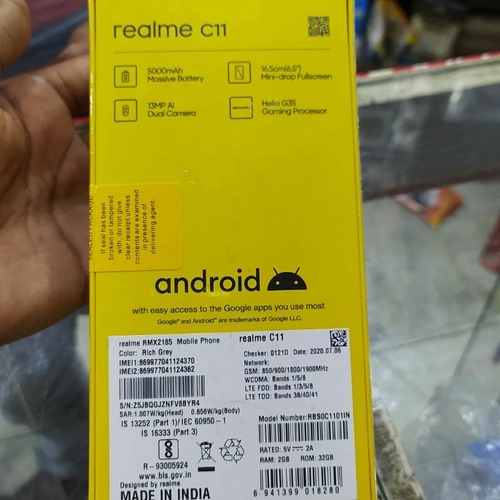 realme C11
5000mAh
Massive Battery
16.5cm(6.5")
Mini-drop Fullscreen
13MP AI
Dual Camera
Helio G35
Gaming Processor
If seal has been
broken or tampered
with, do not give
clear receipt unless
contents are examined
in presence of
delivering agent.
android
with easy access to the Google apps you use most
Google® and Android™ are trademarks of Google LLC.
realme RMX2185 Mobile Phone
Color: Rich Grey
IMEI1:869977041124370
IMEI2:869977041124362
S/N:Z5JBQGJZNFV8BYR4
SAR:1.007W/kg(Head) 0.656W/kg(Body)
IS 13252 (Part 1)/IEC 60950-1
IS 16333 (Part 3)
R-93005924
www.bis.gov.in
Designed by realme
MADE IN INDIA
realme C11
Checker: 0121D Date: 2020.07.06
Network:
GSM: 850/900/1800/1900MHz
WCDMA: Bands 1/5/8
LTE FDD: Bands 1/3/5/8
LTE TDD: Bands 38/40/41
Model Number:RBS0C1101IN
RATED: 5V 2A
RAM: 2GB ROM: 32GB
6 941399 018280